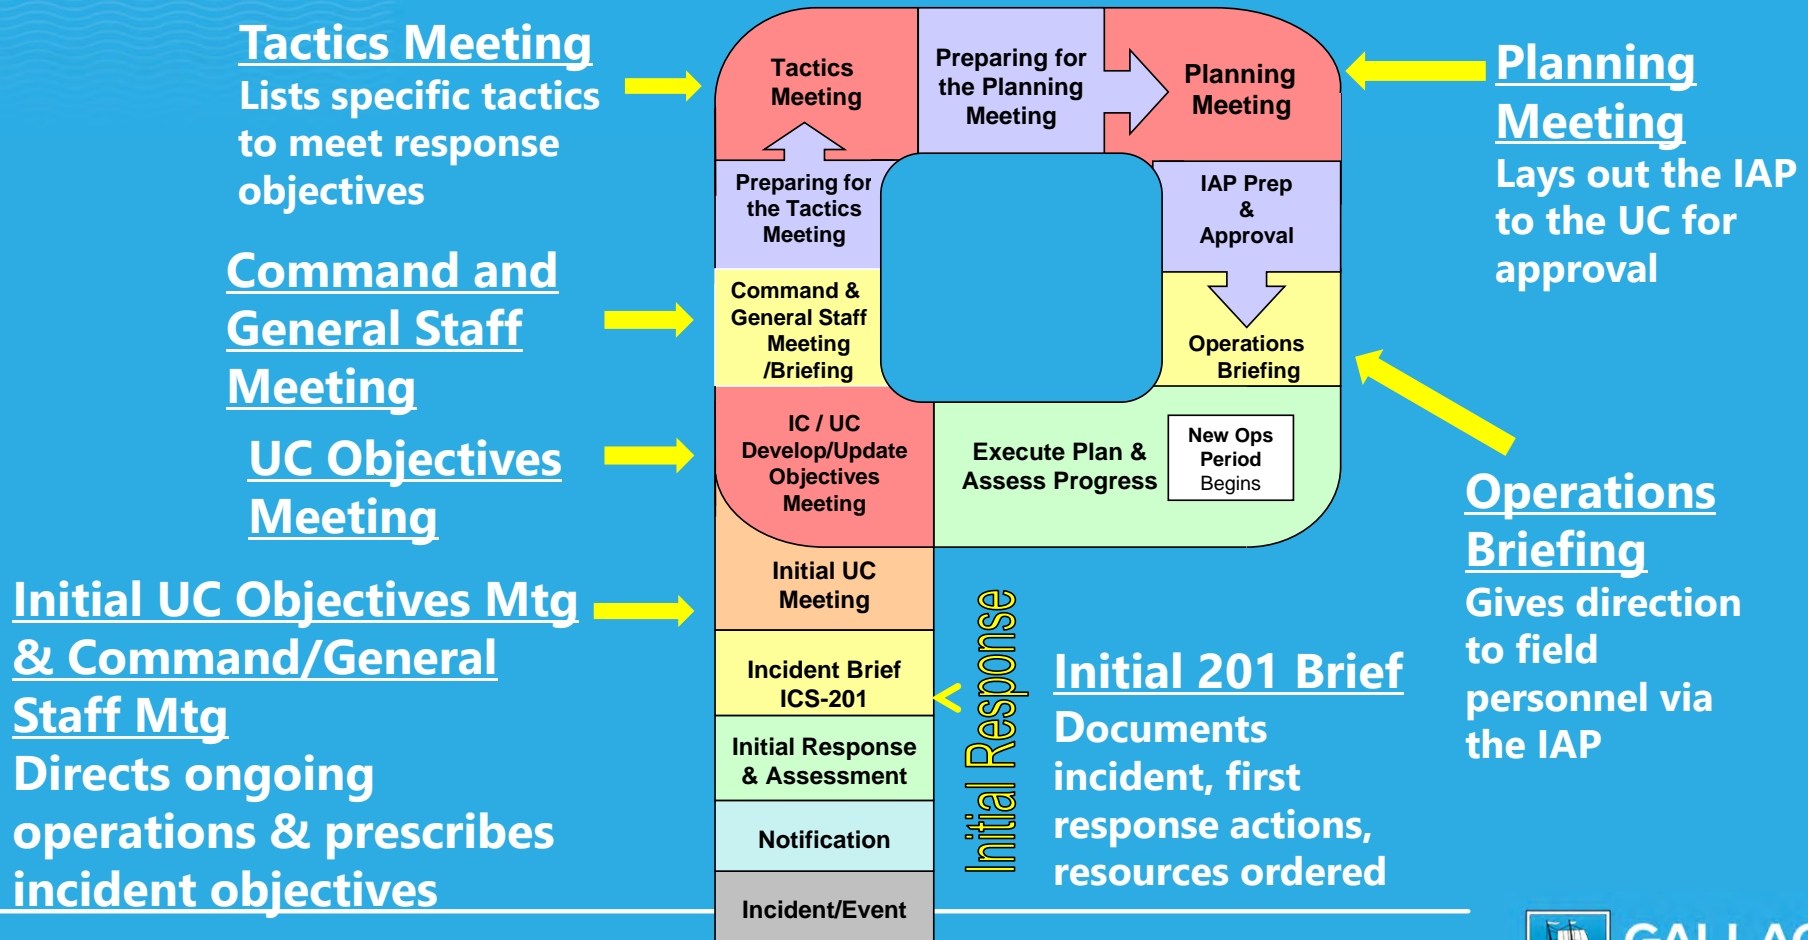 Tactics Meeting
Lists specific tactics
to meet response
objectives
Command and
General Staff
Meeting
UC Objectives
Meeting
Initial UC Objectives Mtg
& Command/General
Staff Mtg
Directs ongoing
operations & prescribes
incident objectives
Tactics
Meeting
Preparing for
the Planning
Meeting
Planning
Meeting
Preparing for
the Tactics
Meeting
IAP Prep
&
Approval
Command &
General Staff
Meeting
/Briefing
Operations
Briefing
IC / UC
Develop/Update
Objectives
Meeting
Execute Plan &
Assess Progress
New Ops
Period
Begins
Initial UC
Meeting
Incident Brief
ICS-201
Initial Response
& Assessment
Notification
Incident/Event
Initial Response
Initial 201 Brief
Documents
incident, first
response actions,
resources ordered
Planning
Meeting
Lays out the IAP
to the UC for
approval
Operations
Briefing
Gives direction
to field
personnel via
the IAP